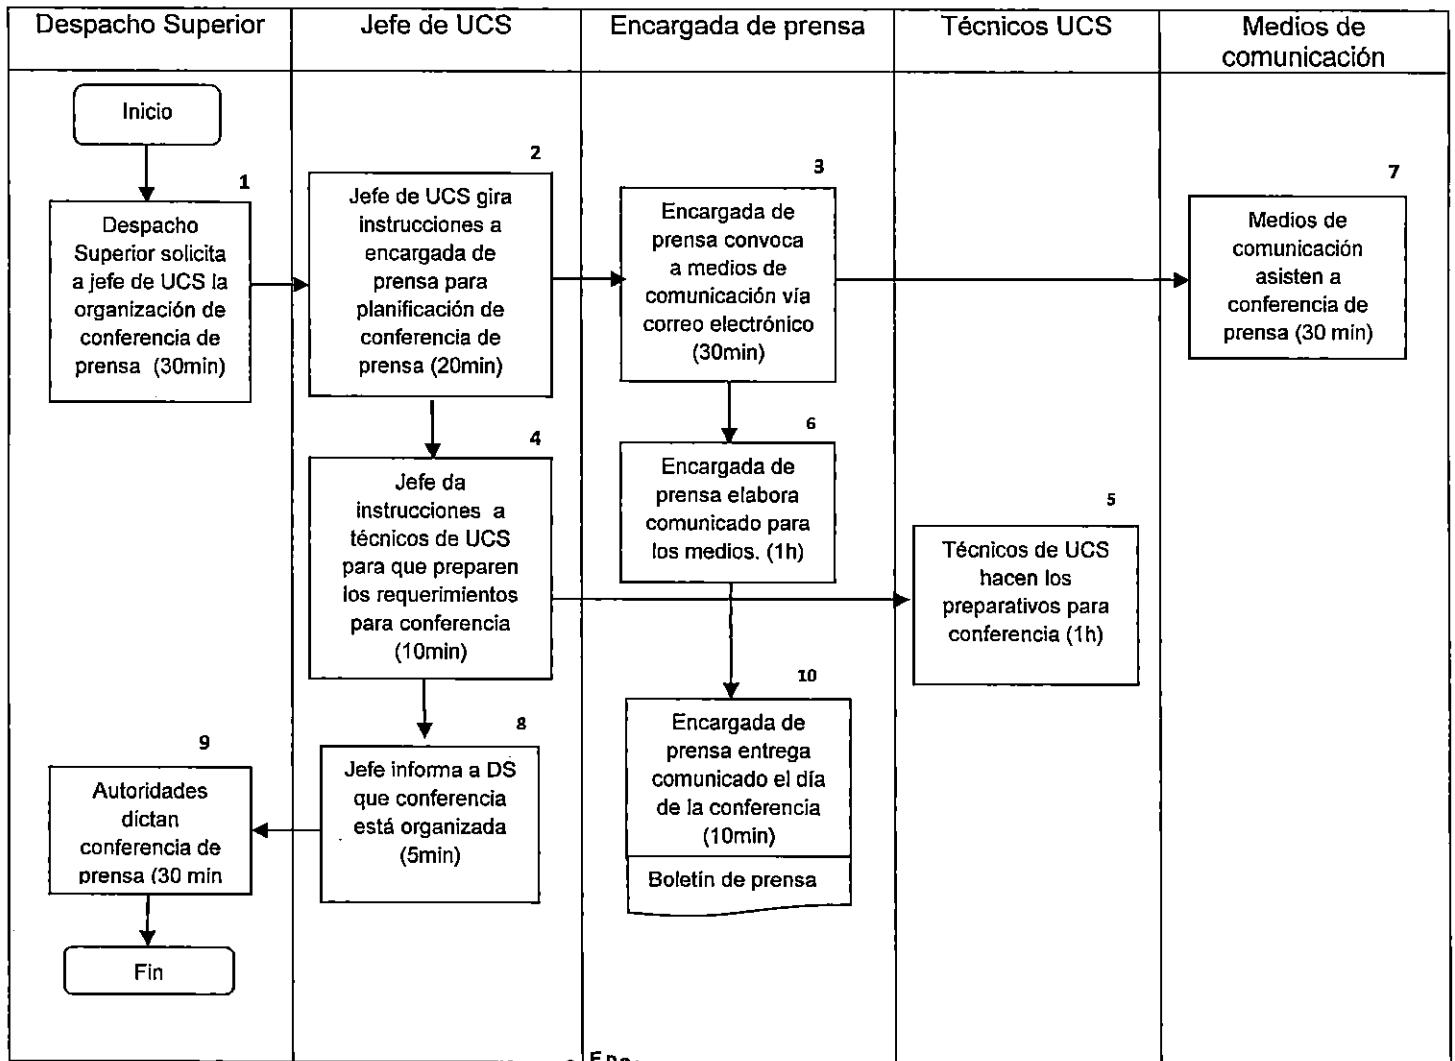 Despacho Superior
Jefe de UCS
Encargada de prensa
Técnicos UCS
Medios de
comunicación
Inicio
1
Despacho
Superior solicita
a jefe de UCS la
organización de
conferencia de
prensa (30min)
2
Jefe de UCS gira
instrucciones a
encargada de
prensa para
planificación de
conferencia de
prensa (20min)
3
Encargada de
prensa convoca
a medios de
comunicación vía
correo electrónico
(30min)
7
Medios de
comunicación
asisten a
conferencia de
prensa (30 min)
4
Jefe da
instrucciones a
técnicos de UCS
para que preparen
los requerimientos
para conferencia
(10min)
6
Encargada de
prensa elabora
comunicado para
los medios. (1h)
5
Técnicos de UCS
hacen los
preparativos para
conferencia (1h)
8
Jefe informa a DS
que conferencia
está organizada
(5min)
9
Autoridades
dictan
conferencia de
prensa (30 min
10
Encargada de
prensa entrega
comunicado el día
de la conferencia
(10min)
Boletín de prensa
Fin